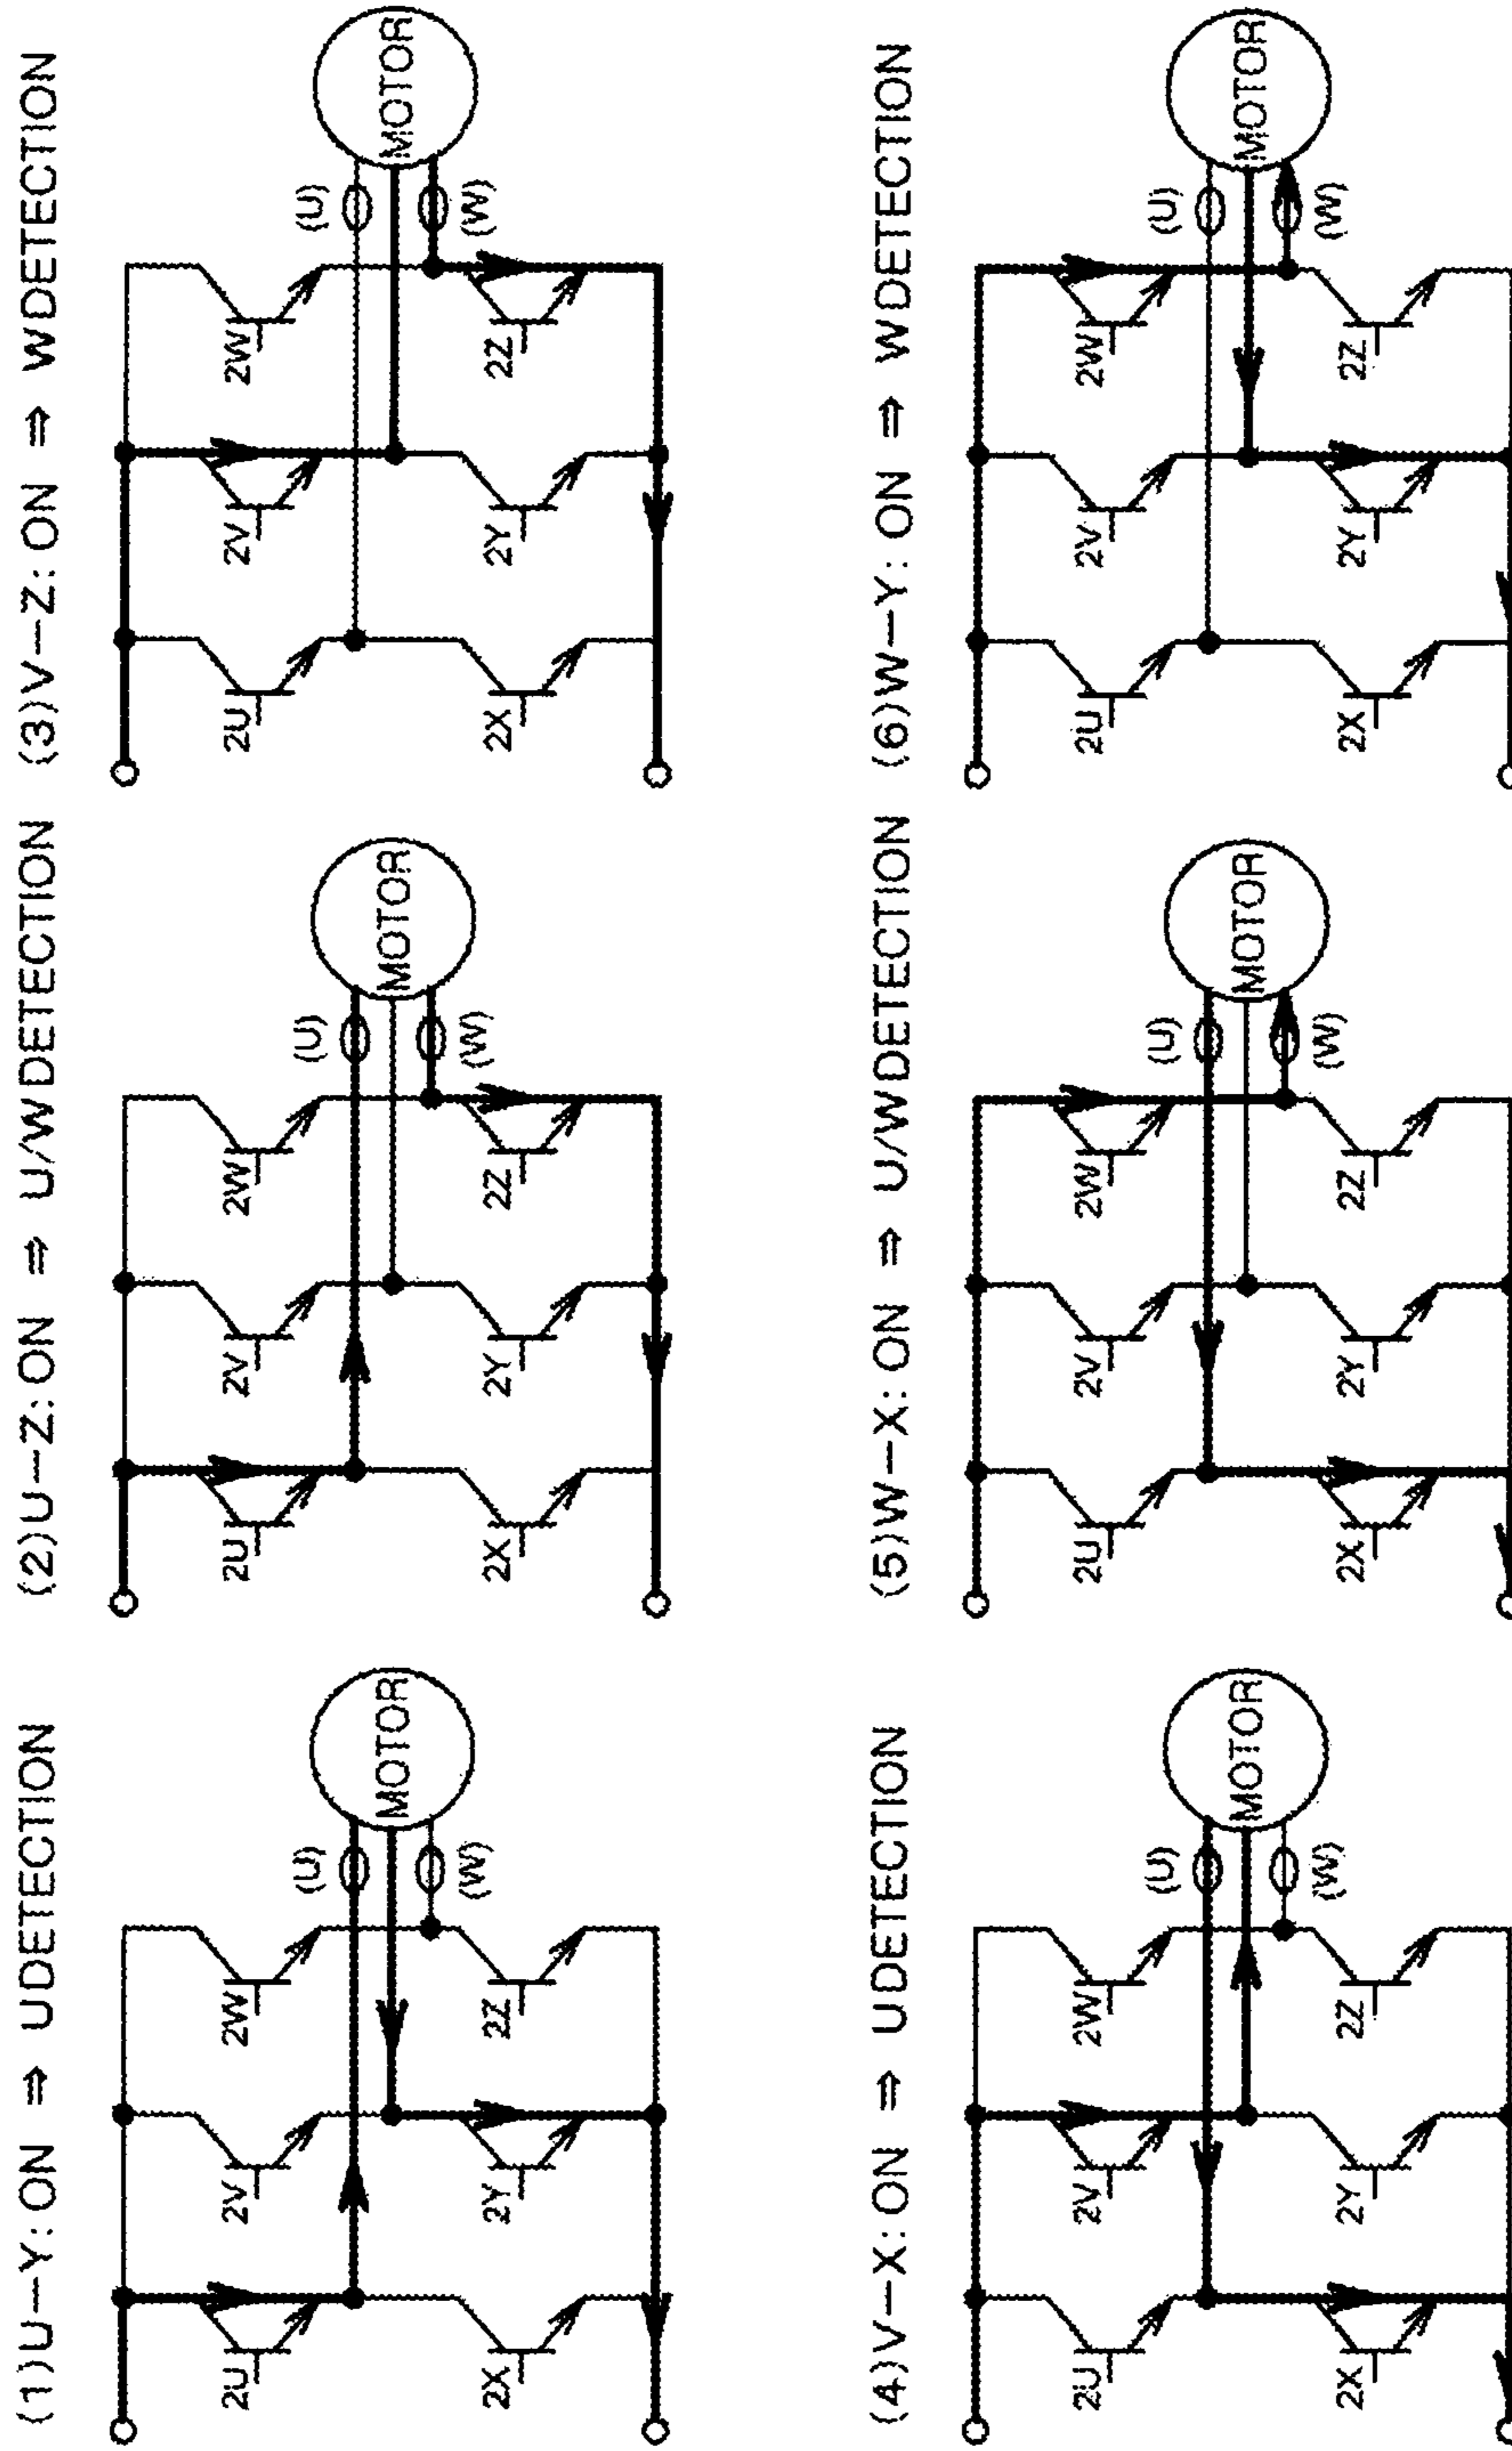 (1)U-Y:ON ⇒ UDETECTION
2U
2V
2W
(U)
MOTOR
(W)
2X
2Y
2Z
(2)U-Z:ON ⇒ U/WDETECTION
2U
2V
2W
(U)
MOTOR
(W)
2X
2Y
2Z
(3)V-Z:ON ⇒ WDETECTION
2U
2V
2W
(U)
MOTOR
(W)
2X
2Y
2Z
(4)V-X:ON ⇒ UDETECTION
2U
2V
2W
(U)
MOTOR
(W)
2X
2Y
2Z
(5)W-X:ON ⇒ U/WDETECTION
2U
2V
2W
(U)
MOTOR
(W)
2X
2Y
2Z
(6)W-Y:ON ⇒ WDETECTION
2U
2V
2W
(U)
MOTOR
(W)
2X
2Y
2Z